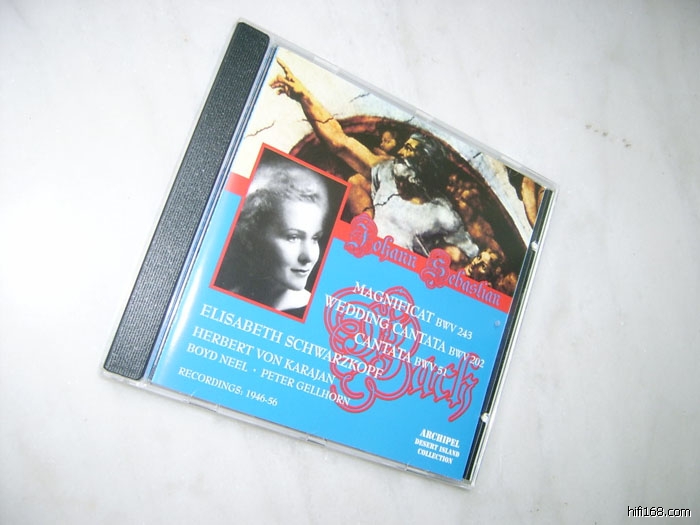 Johann Sebastian
Bach
MAGNIFICAT BWV 243
WEDDING CANTATA BWV 202
CANTATA BWV 51
ELISABETH SCHWARZKOPF
HERBERT VON KARAJAN
BOYD NEEL · PETER GELLHORN
RECORDINGS: 1946-56
ARCHIPEL
DESERT ISLAND
COLLECTION
hifi168.com